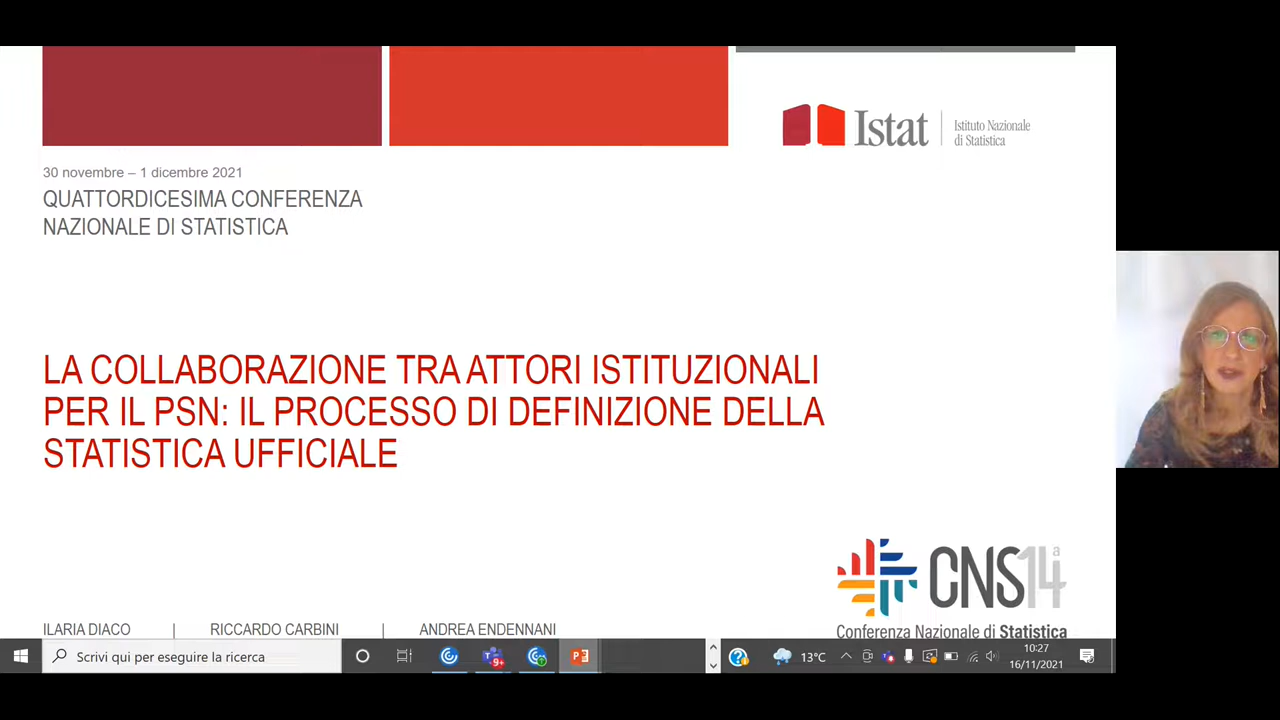 Istat
Istituto Nazionale
di Statistica
30 novembre – 1 dicembre 2021
QUATTORDICESIMA CONFERENZA
NAZIONALE DI STATISTICA
LA COLLABORAZIONE TRA ATTORI ISTITUZIONALI
PER IL PSN: IL PROCESSO DI DEFINIZIONE DELLA
STATISTICA UFFICIALE
CNS14a
Conferenza Nazionale di Statistica
ILARIA DIACO | RICCARDO CARBINI | ANDREA ENDENNANI
Scrivi qui per eseguire la ricerca
9+
13°C
10:27
16/11/2021